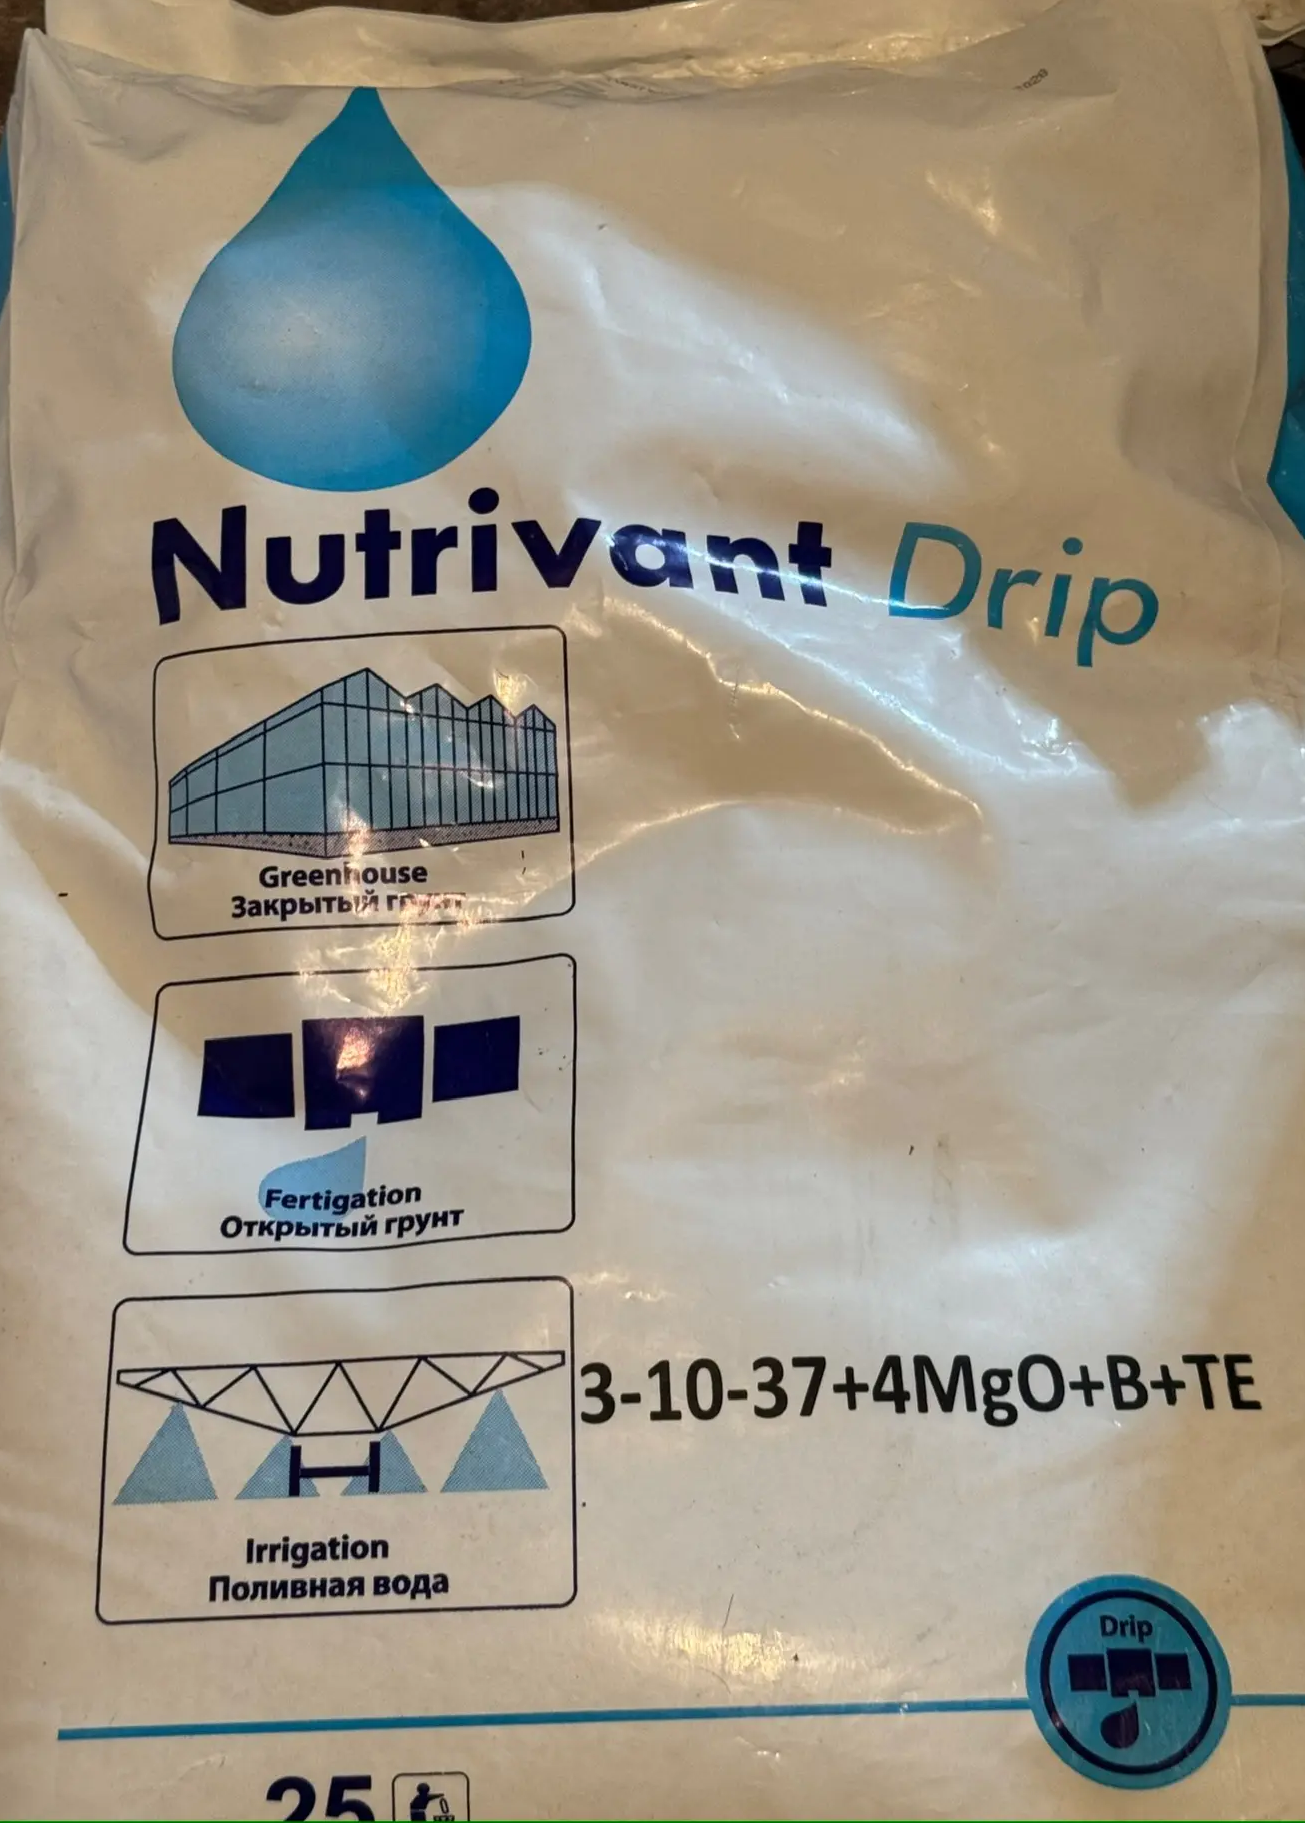 Nutrivant Drip
Greenhouse
Закрытый грунт
Fertigation
Открытый грунт
3-10-37+4MgO+B+TE
Irrigation
Поливная вода
Drip
25